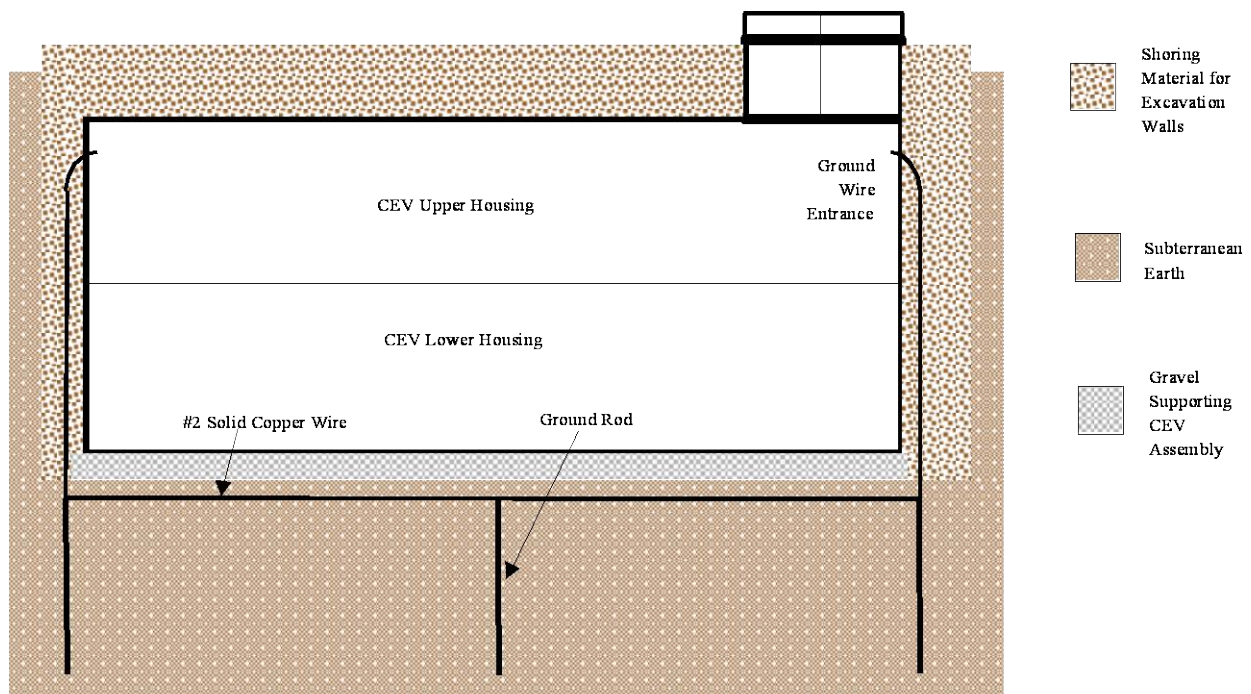 Shoring
Material for
Excavation
Walls
Ground
Wire
Entrance
CEV Upper Housing
Subterranean
Earth
CEV Lower Housing
Gravel
Supporting
CEV
Assembly
#2 Solid Copper Wire
Ground Rod